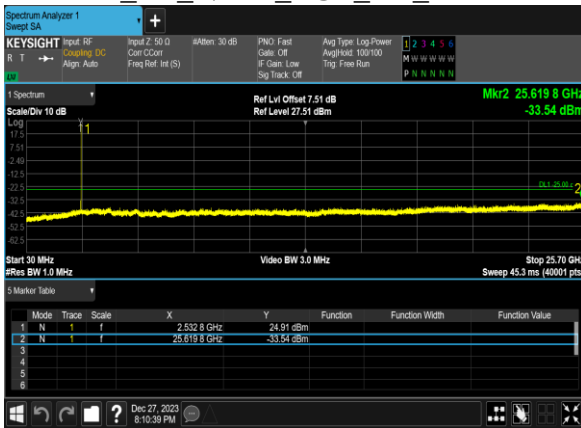 Spectrum Analyzer 1
Swept SA
+
KEYSIGHT Input: RF Input Z: 50 Ω #Atten: 30 dB PNO: Fast Avg Type: Log-Power 1 2 3 4 5 6
R T Coupling: DC Corr CCorr Gate: Off Avg|Hold: 100/100 M W W W W W
Align: Auto Freq Ref: Int (S) IF Gain: Low Trig: Free Run
Sig Track: Off P N N N N N
1 Spectrum Ref Lvl Offset 7.51 dB Mkr2 25.619 8 GHz
Scale/Div 10 dB Ref Level 27.51 dBm -33.54 dBm
Log
17.5
1
7.51
-2.49
-12.5
-22.5 DL1 -25.00 2
-32.5
-42.5
-52.5
-62.5
Start 30 MHz Video BW 3.0 MHz Stop 25.70 GHz
#Res BW 1.0 MHz Sweep 45.3 ms (40001 pts
5 Marker Table
Mode Trace Scale X Y Function Function Width Function Value
1 N 1 f 2.532 8 GHz 24.91 dBm
2 N 1 f 25.619 8 GHz -33.54 dBm
3
4
5
6
? Dec 27, 2023
8:10:39 PM